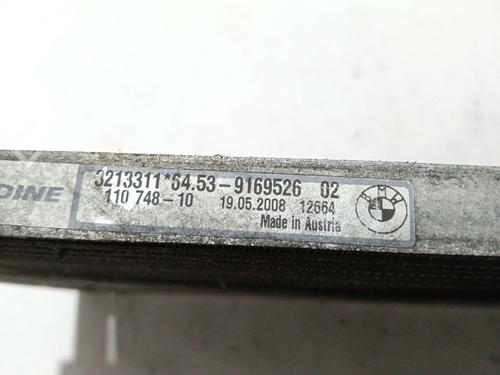 DINE
3213311*64.53-9169526 02
110 748-10 19.05.2008 12664
Made in Austria
BMW